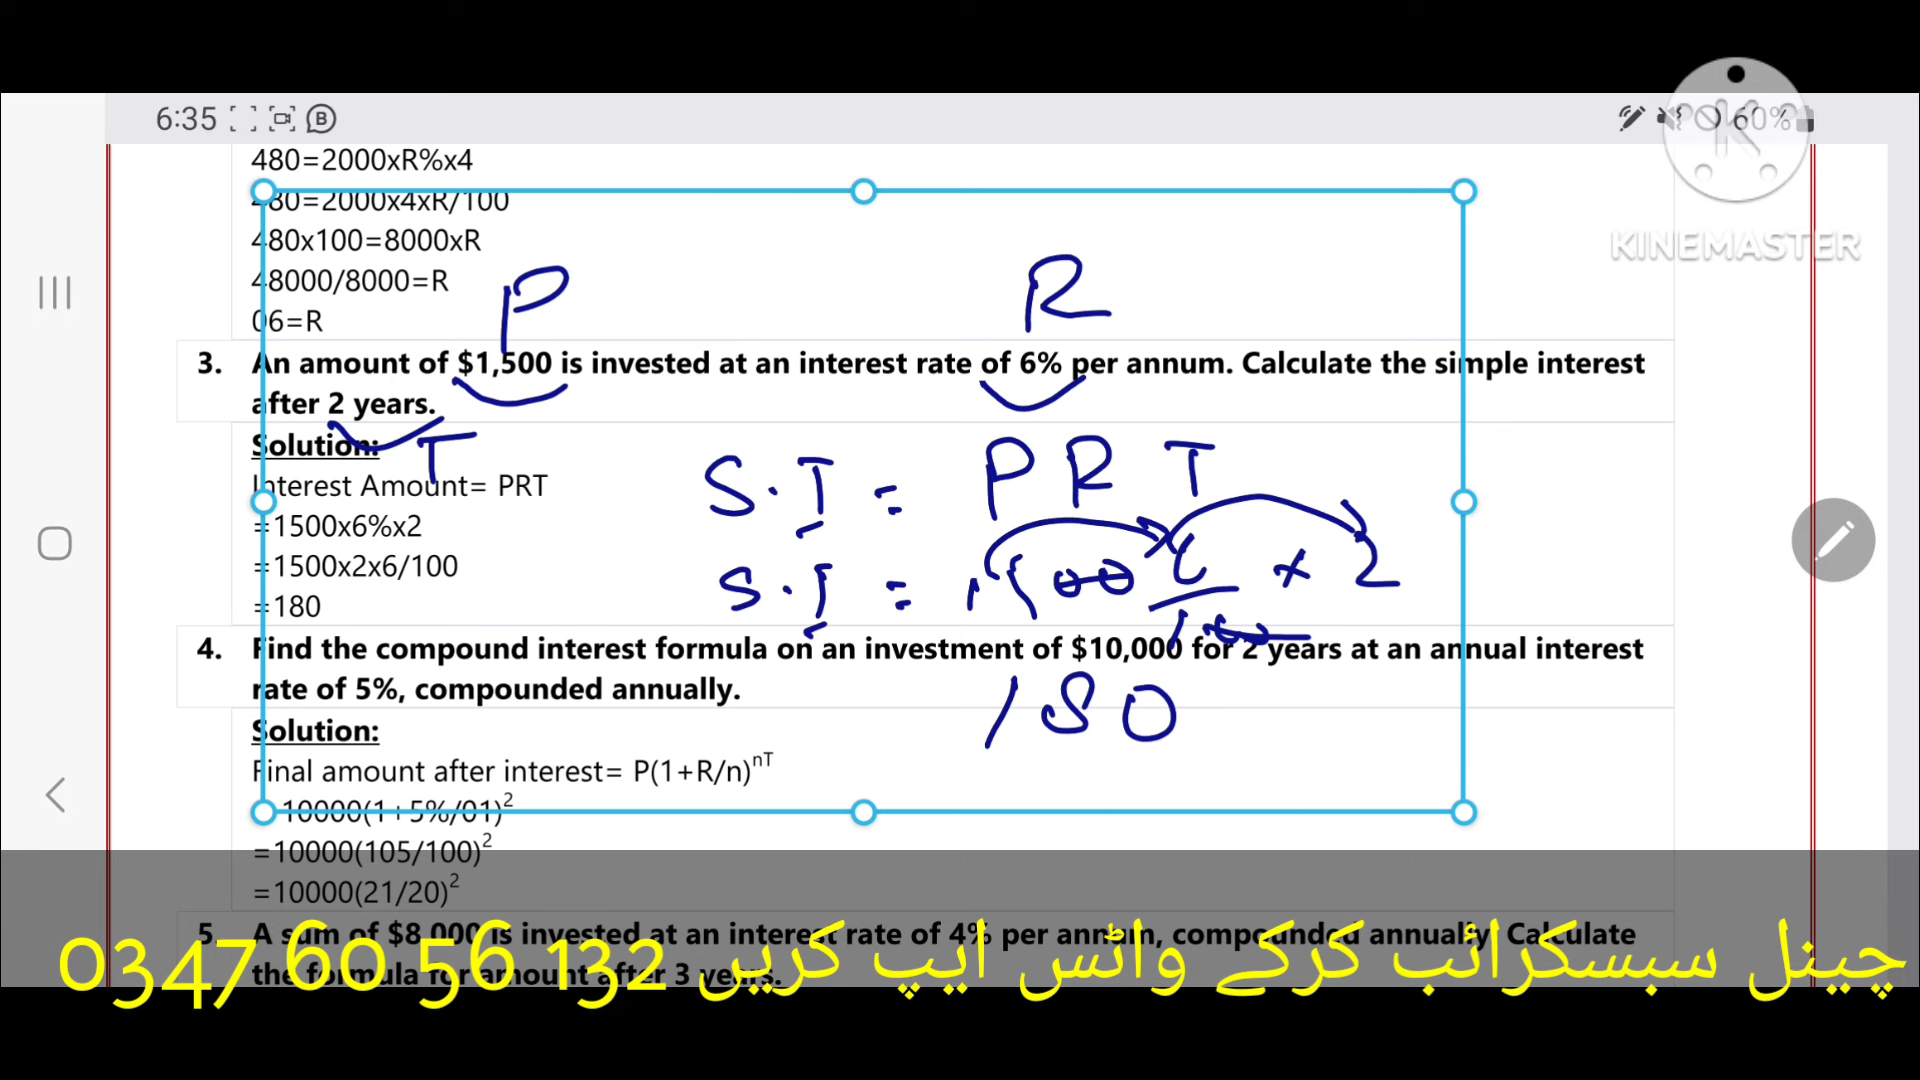 6:35 60%
KINEMASTER
480=2000xR%x4
480=2000x4xR/100
480x100=8000xR
48000/8000=R
06=R
P R
3. An amount of $1,500 is invested at an interest rate of 6% per annum. Calculate the simple interest
after 2 years.
T
Solution:
Interest Amount= PRT
=1500x6%x2
=1500x2x6/100
=180
S.I = P R T
S.I = 1500 6/100 x 2
180
4. Find the compound interest formula on an investment of $10,000 for 2 years at an annual interest
rate of 5%, compounded annually.
Solution:
Final amount after interest= P(1+R/n)^nT
10000(1+5%/01)^2
=10000(105/100)^2
=10000(21/20)^2
5. A sum of $8,000 is invested at an interest rate of 4% per annum, compounded annually. Calculate
the formula for amount after 3 years.
چینل سبسکرائب کرکے واٹس ایپ کریں 0347 60 56 132